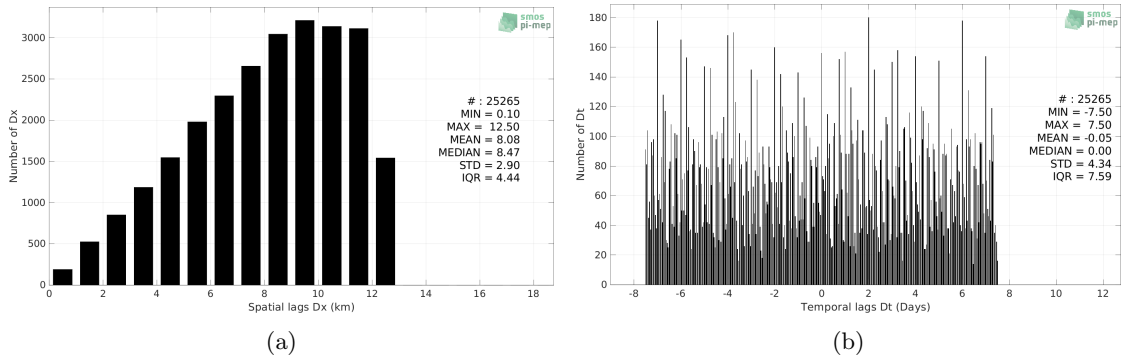 smos
pi-mep
3000
2500
2000
1500
1000
500
0
Number of Dx
# : 25265
MIN = 0.10
MAX = 12.50
MEAN = 8.08
MEDIAN = 8.47
STD = 2.90
IQR = 4.44
0 2 4 6 8 10 12 14 16 18
Spatial lags Dx (km)
(a)
smos
pi-mep
180
160
140
120
100
80
60
40
20
0
Number of Dt
# : 25265
MIN = -7.50
MAX = 7.50
MEAN = -0.05
MEDIAN = 0.00
STD = 4.34
IQR = 7.59
-8 -6 -4 -2 0 2 4 6 8 10 12
Temporal lags Dt (Days)
(b)